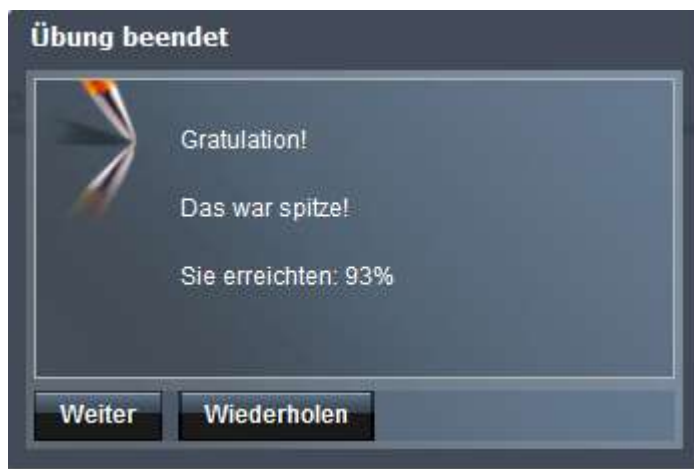 Übung beendet
Gratulation!
Das war spitze!
Sie erreichten: 93%
Weiter
Wiederholen